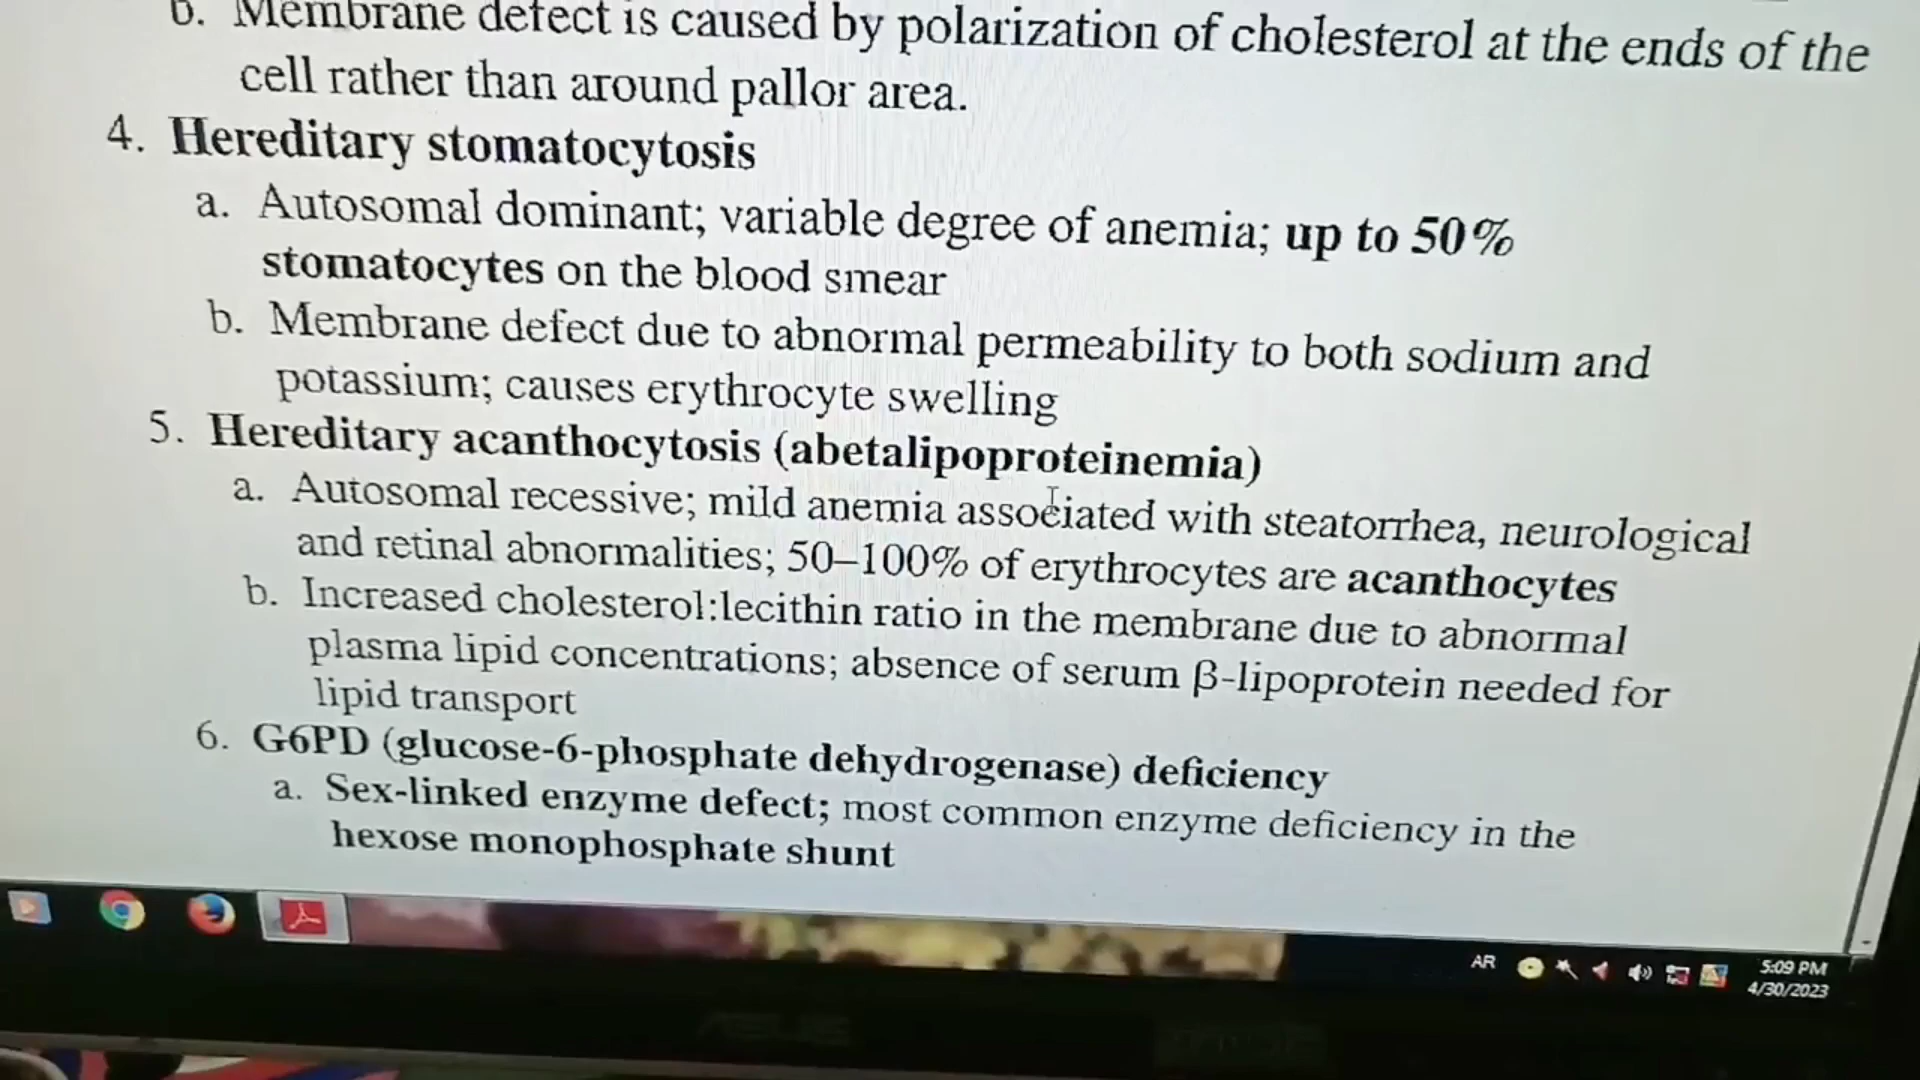 b. Membrane defect is caused by polarization of cholesterol at the ends of the
cell rather than around pallor area.
4. Hereditary stomatocytosis
a. Autosomal dominant; variable degree of anemia; up to 50%
stomatocytes on the blood smear
b. Membrane defect due to abnormal permeability to both sodium and
potassium; causes erythrocyte swelling
5. Hereditary acanthocytosis (abetalipoproteinemia)
a. Autosomal recessive; mild anemia associated with steatorrhea, neurological
and retinal abnormalities; 50–100% of erythrocytes are acanthocytes
b. Increased cholesterol:lecithin ratio in the membrane due to abnormal
plasma lipid concentrations; absence of serum β-lipoprotein needed for
lipid transport
6. G6PD (glucose-6-phosphate dehydrogenase) deficiency
a. Sex-linked enzyme defect; most common enzyme deficiency in the
hexose monophosphate shunt
AR
5:09 PM
4/30/2023